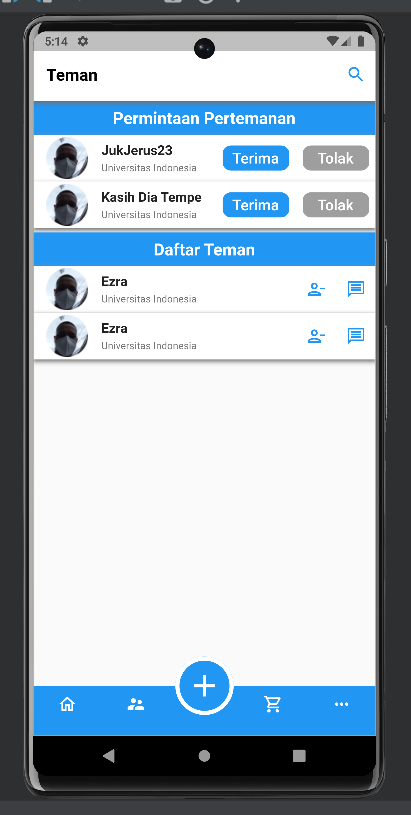 5:14
Teman
Permintaan Pertemanan
JukJerus23
Universitas Indonesia
Terima
Tolak
Kasih Dia Tempe
Universitas Indonesia
Terima
Tolak
Daftar Teman
Ezra
Universitas Indonesia
Ezra
Universitas Indonesia